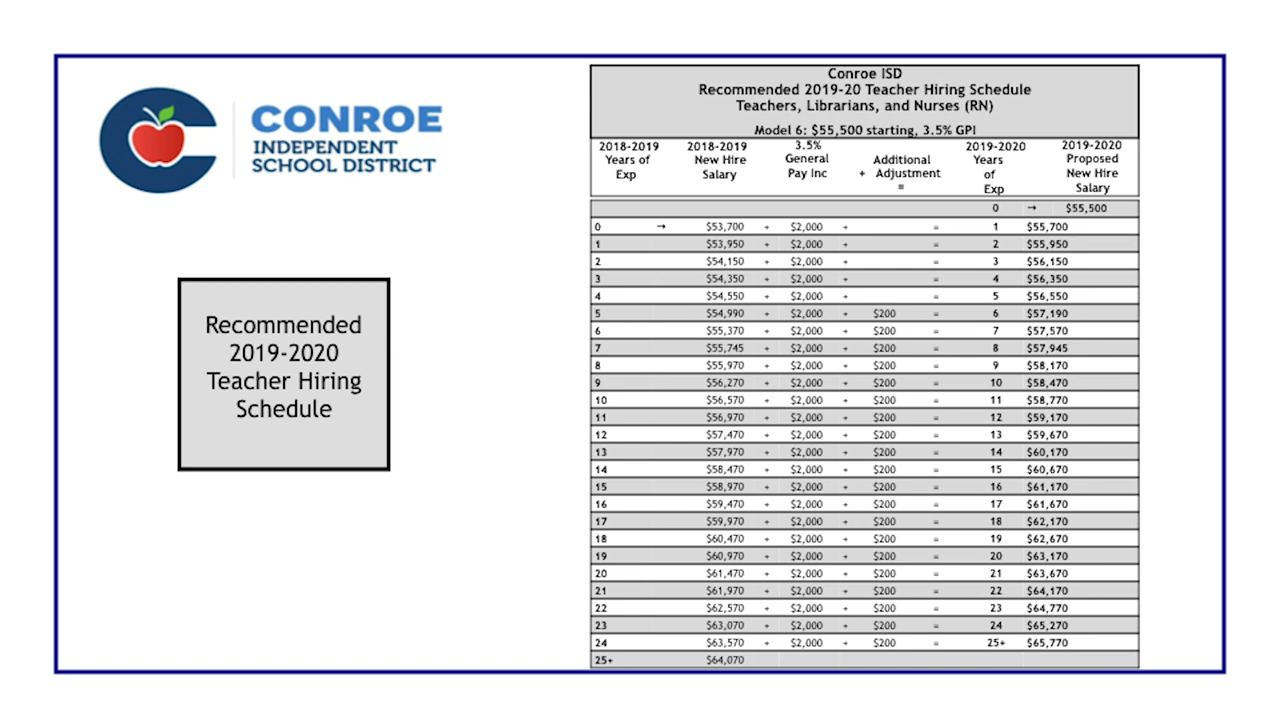 CONROE
INDEPENDENT
SCHOOL DISTRICT
Recommended
2019-2020
Teacher Hiring
Schedule
Conroe ISD
Recommended 2019-20 Teacher Hiring Schedule
Teachers, Librarians, and Nurses (RN)
Model 6: $55,500 starting, 3.5% GPI
2018-2019 Years of Exp 2018-2019 New Hire Salary 3.5% General Pay Inc + Additional Adjustment = 2019-2020 Years of Exp 2019-2020 Proposed New Hire Salary
0 → $55,500
0 → $53,700 + $2,000 + = 1 $55,700
1 $53,950 + $2,000 + = 2 $55,950
2 $54,150 + $2,000 + = 3 $56,150
3 $54,350 + $2,000 + = 4 $56,350
4 $54,550 + $2,000 + = 5 $56,550
5 $54,990 + $2,000 + $200 = 6 $57,190
6 $55,370 + $2,000 + $200 = 7 $57,570
7 $55,745 + $2,000 + $200 = 8 $57,945
8 $55,970 + $2,000 + $200 = 9 $58,170
9 $56,270 + $2,000 + $200 = 10 $58,470
10 $56,570 + $2,000 + $200 = 11 $58,770
11 $56,970 + $2,000 + $200 = 12 $59,170
12 $57,470 + $2,000 + $200 = 13 $59,670
13 $57,970 + $2,000 + $200 = 14 $60,170
14 $58,470 + $2,000 + $200 = 15 $60,670
15 $58,970 + $2,000 + $200 = 16 $61,170
16 $59,470 + $2,000 + $200 = 17 $61,670
17 $59,970 + $2,000 + $200 = 18 $62,170
18 $60,470 + $2,000 + $200 = 19 $62,670
19 $60,970 + $2,000 + $200 = 20 $63,170
20 $61,470 + $2,000 + $200 = 21 $63,670
21 $61,970 + $2,000 + $200 = 22 $64,170
22 $62,570 + $2,000 + $200 = 23 $64,770
23 $63,070 + $2,000 + $200 = 24 $65,270
24 $63,570 + $2,000 + $200 = 25+ $65,770
25+ $64,070